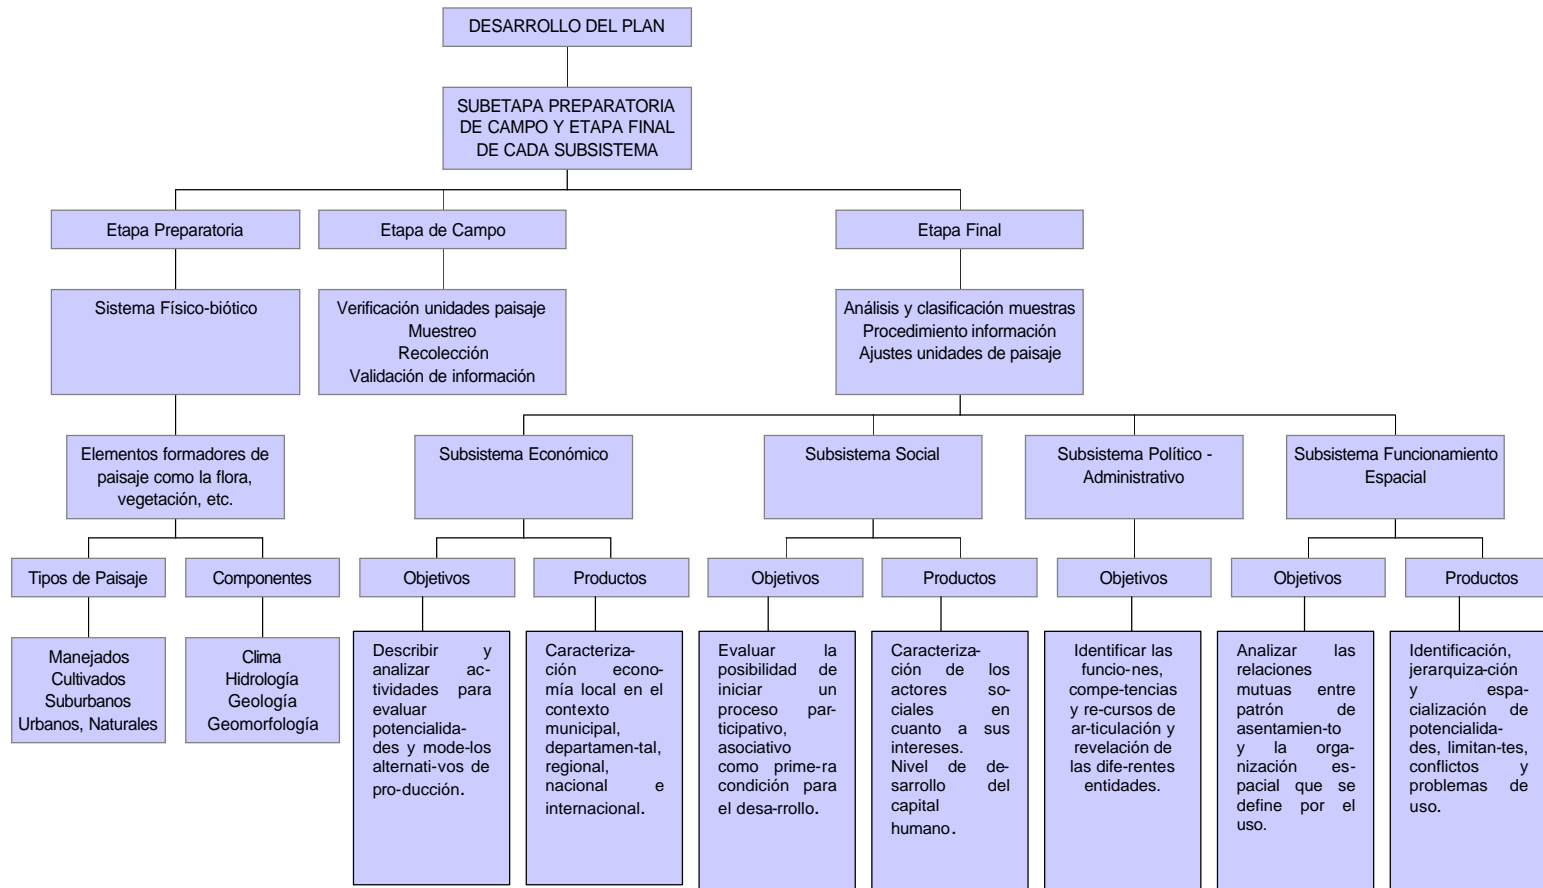 DESARROLLO DEL PLAN
SUBETAPA PREPARATORIA
DE CAMPO Y ETAPA FINAL
DE CADA SUBSISTEMA
Etapa Preparatoria
Etapa de Campo
Etapa Final
Sistema Físico-biótico
Verificación unidades paisaje
Muestreo
Recolección
Validación de información
Análisis y clasificación muestras
Procedimiento información
Ajustes unidades de paisaje
Elementos formadores de
paisaje como la flora,
vegetación, etc.
Subsistema Económico
Subsistema Social
Subsistema Político -
Administrativo
Subsistema Funcionamiento
Espacial
Tipos de Paisaje
Componentes
Objetivos
Productos
Objetivos
Productos
Objetivos
Objetivos
Productos
Manejados
Cultivados
Suburbanos
Urbanos, Naturales
Clima
Hidrología
Geología
Geomorfología
Describir y
analizar ac-
tividades para
evaluar
potencialida-
des y mode-los
alternati-vos de
pro-ducción.
Caracteriza-
ción econo-
mía local en el
contexto
municipal,
departamen-tal,
regional,
nacional e
internacional.
Evaluar la
posibilidad de
iniciar un
proceso par-
ticipativo,
asociativo
como prime-ra
condición para
el desa-rrollo.
Caracteriza-
ción de los
actores so-
ciales en
cuanto a sus
intereses.
Nivel de de-
sarrollo del
capital
humano.
Identificar las
funcio-nes,
compe-tencias
y re-cursos de
ar-ticulación y
revelación de
las dife-rentes
entidades.
Analizar las
relaciones
mutuas entre
patrón de
asentamien-to
y la orga-
nización es-
pacial que se
define por el
uso.
Identificación,
jerarquiza-ción
y espa-
cialización de
potencialida-
des, limitan-tes,
conflictos y
problemas de
uso.